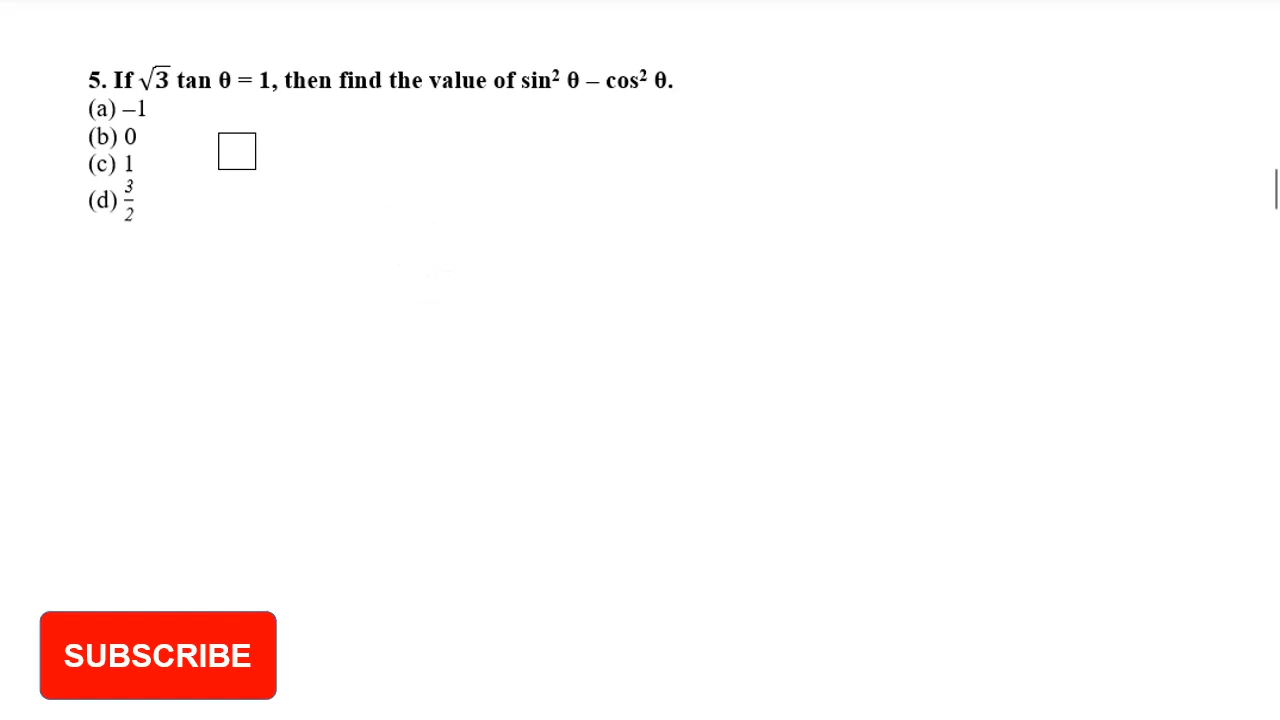 5. If √3 tan θ = 1, then find the value of sin² θ – cos² θ.
(a) –1
(b) 0
(c) 1
(d) 3/2
SUBSCRIBE